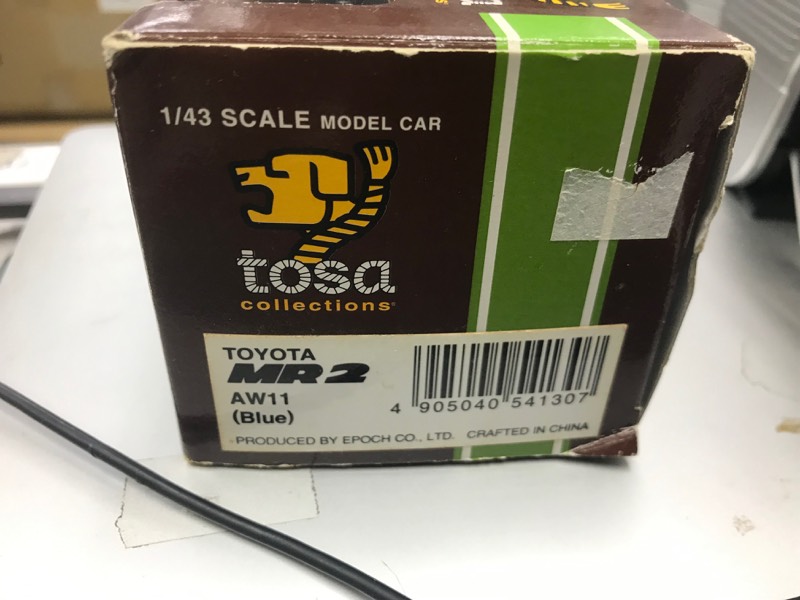 1/43 SCALE MODEL CAR
tosa
collections
TOYOTA
MR2
AW11
(Blue)
4 905040 541307
PRODUCED BY EPOCH CO., LTD. CRAFTED IN CHINA